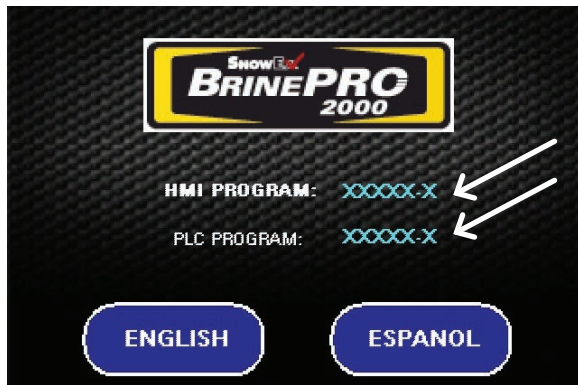 SNOWEX
BRINEPRO
2000
HMI PROGRAM: XXXXX-X
PLC PROGRAM: XXXXX-X
ENGLISH ESPANOL